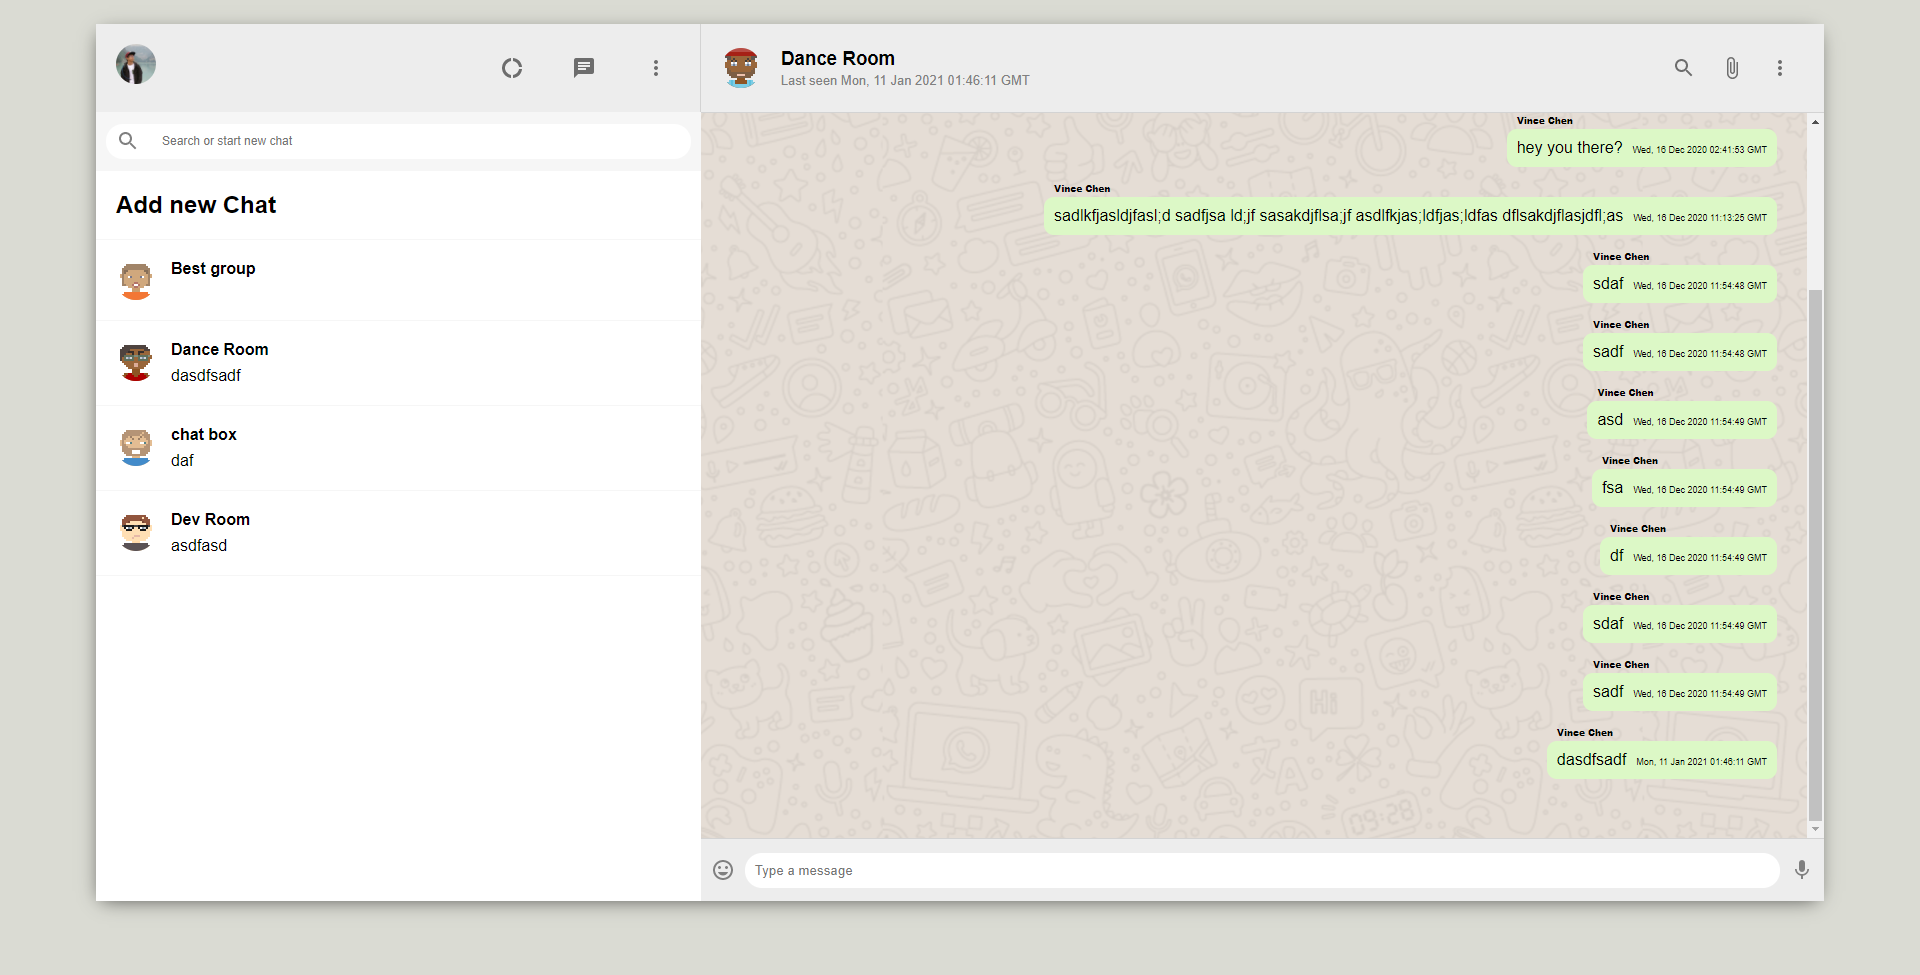 Dance Room
Last seen Mon, 11 Jan 2021 01:46:11 GMT
Search or start new chat
Add new Chat
Best group
Dance Room
dasdfsadf
chat box
daf
Dev Room
asdfasd
Vince Chen
hey you there? Wed, 16 Dec 2020 02:41:53 GMT
Vince Chen
sadlkfjasldjfasl;d sadfjsa ld;jf sasakdjflsa;jf asdlfkjas;ldfjas;ldfas dflsakdjflasjdfl;as Wed, 16 Dec 2020 11:13:25 GMT
Vince Chen
sdaf Wed, 16 Dec 2020 11:54:48 GMT
Vince Chen
sadf Wed, 16 Dec 2020 11:54:48 GMT
Vince Chen
asd Wed, 16 Dec 2020 11:54:49 GMT
Vince Chen
fsa Wed, 16 Dec 2020 11:54:49 GMT
Vince Chen
df Wed, 16 Dec 2020 11:54:49 GMT
Vince Chen
sdaf Wed, 16 Dec 2020 11:54:49 GMT
Vince Chen
sadf Wed, 16 Dec 2020 11:54:49 GMT
Hi
Vince Chen
dasdfsadf Mon, 11 Jan 2021 01:46:11 GMT
09:28
Type a message